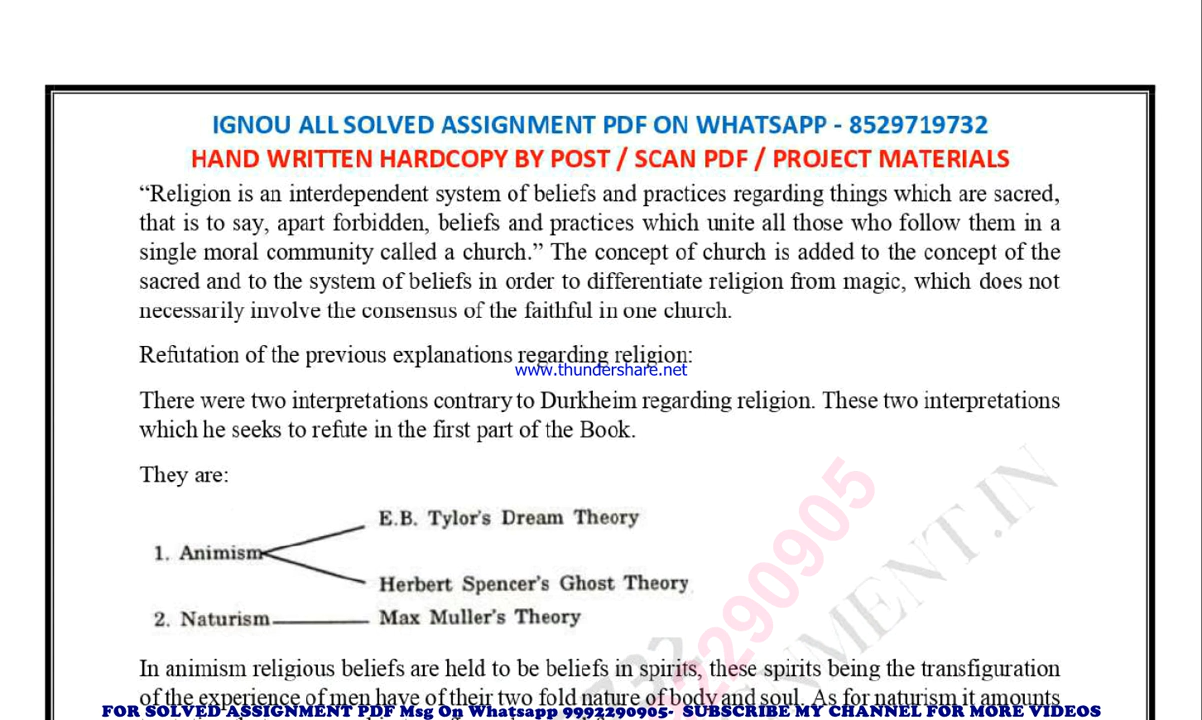 IGNOU ALL SOLVED ASSIGNMENT PDF ON WHATSAPP - 8529719732
HAND WRITTEN HARDCOPY BY POST / SCAN PDF / PROJECT MATERIALS
“Religion is an interdependent system of beliefs and practices regarding things which are sacred,
that is to say, apart forbidden, beliefs and practices which unite all those who follow them in a
single moral community called a church.” The concept of church is added to the concept of the
sacred and to the system of beliefs in order to differentiate religion from magic, which does not
necessarily involve the consensus of the faithful in one church.
Refutation of the previous explanations regarding religion:
www.thundershare.net
There were two interpretations contrary to Durkheim regarding religion. These two interpretations
which he seeks to refute in the first part of the Book.
They are:
E.B. Tylor's Dream Theory
1. Animism
Herbert Spencer's Ghost Theory
2. Naturism
Max Muller's Theory
In animism religious beliefs are held to be beliefs in spirits, these spirits being the transfiguration
of the experience of men have of their two fold nature of body and soul. As for naturism it amounts
FOR SOLVED ASSIGNMENT PDF Msg On Whatsapp 9992290905- SUBSCRIBE MY CHANNEL FOR MORE VIDEOS